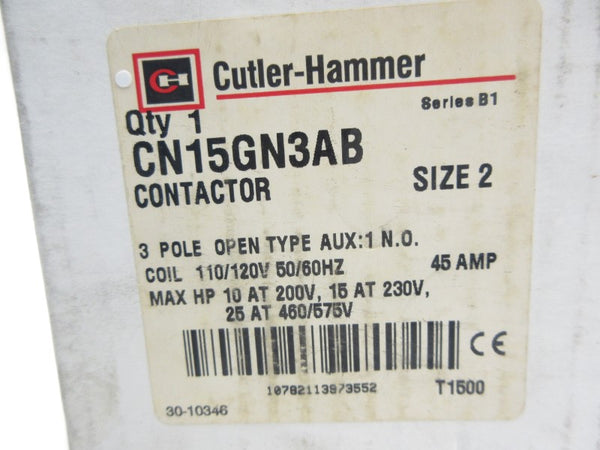 Cutler-Hammer
Series B1
Qty 1
CN15GN3AB
CONTACTOR SIZE 2
3 POLE OPEN TYPE AUX:1 N.O.
COIL 110/120V 50/60HZ 45 AMP
MAX HP 10 AT 200V, 15 AT 230V,
25 AT 460/575V
CE
10782113973552 T1500
30-10346